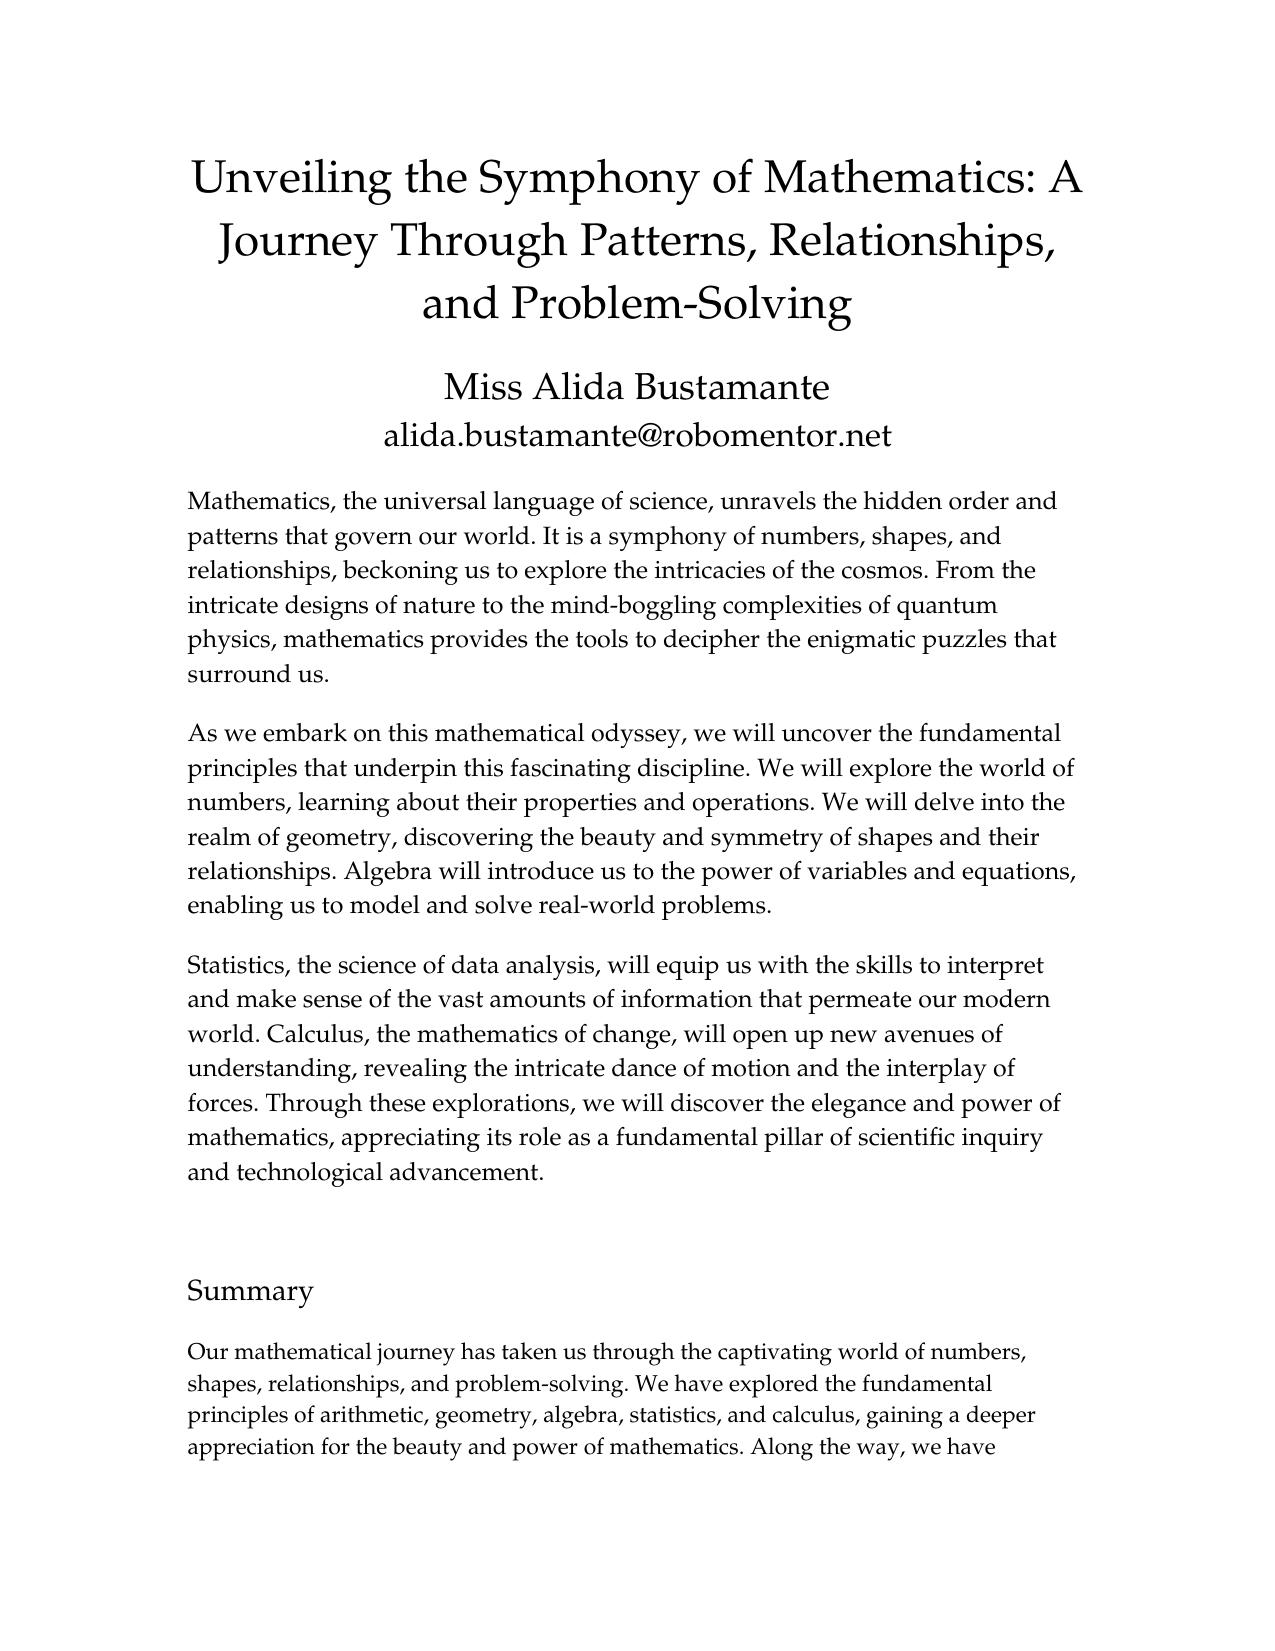 Unveiling the Symphony of Mathematics: A
Journey Through Patterns, Relationships,
and Problem-Solving
Miss Alida Bustamante
alida.bustamante@robomentor.net
Mathematics, the universal language of science, unravels the hidden order and
patterns that govern our world. It is a symphony of numbers, shapes, and
relationships, beckoning us to explore the intricacies of the cosmos. From the
intricate designs of nature to the mind-boggling complexities of quantum
physics, mathematics provides the tools to decipher the enigmatic puzzles that
surround us.
As we embark on this mathematical odyssey, we will uncover the fundamental
principles that underpin this fascinating discipline. We will explore the world of
numbers, learning about their properties and operations. We will delve into the
realm of geometry, discovering the beauty and symmetry of shapes and their
relationships. Algebra will introduce us to the power of variables and equations,
enabling us to model and solve real-world problems.
Statistics, the science of data analysis, will equip us with the skills to interpret
and make sense of the vast amounts of information that permeate our modern
world. Calculus, the mathematics of change, will open up new avenues of
understanding, revealing the intricate dance of motion and the interplay of
forces. Through these explorations, we will discover the elegance and power of
mathematics, appreciating its role as a fundamental pillar of scientific inquiry
and technological advancement.
Summary
Our mathematical journey has taken us through the captivating world of numbers,
shapes, relationships, and problem-solving. We have explored the fundamental
principles of arithmetic, geometry, algebra, statistics, and calculus, gaining a deeper
appreciation for the beauty and power of mathematics. Along the way, we have